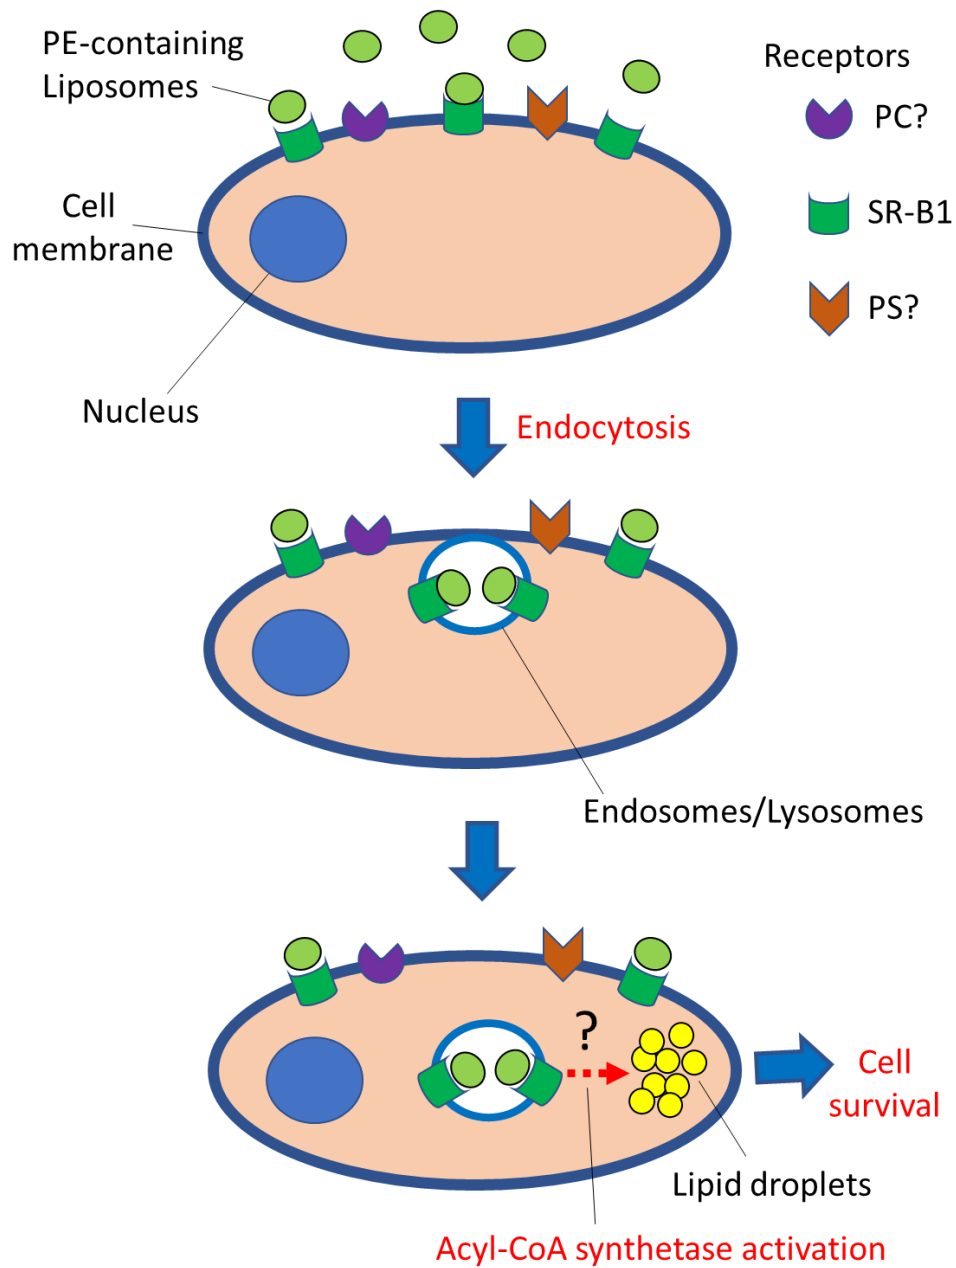 PE-containing
Liposomes
Receptors
PC?
SR-B1
PS?
Cell
membrane
Nucleus
Endocytosis
Endosomes/Lysosomes
?
Cell
survival
Lipid droplets
Acyl-CoA synthetase activation